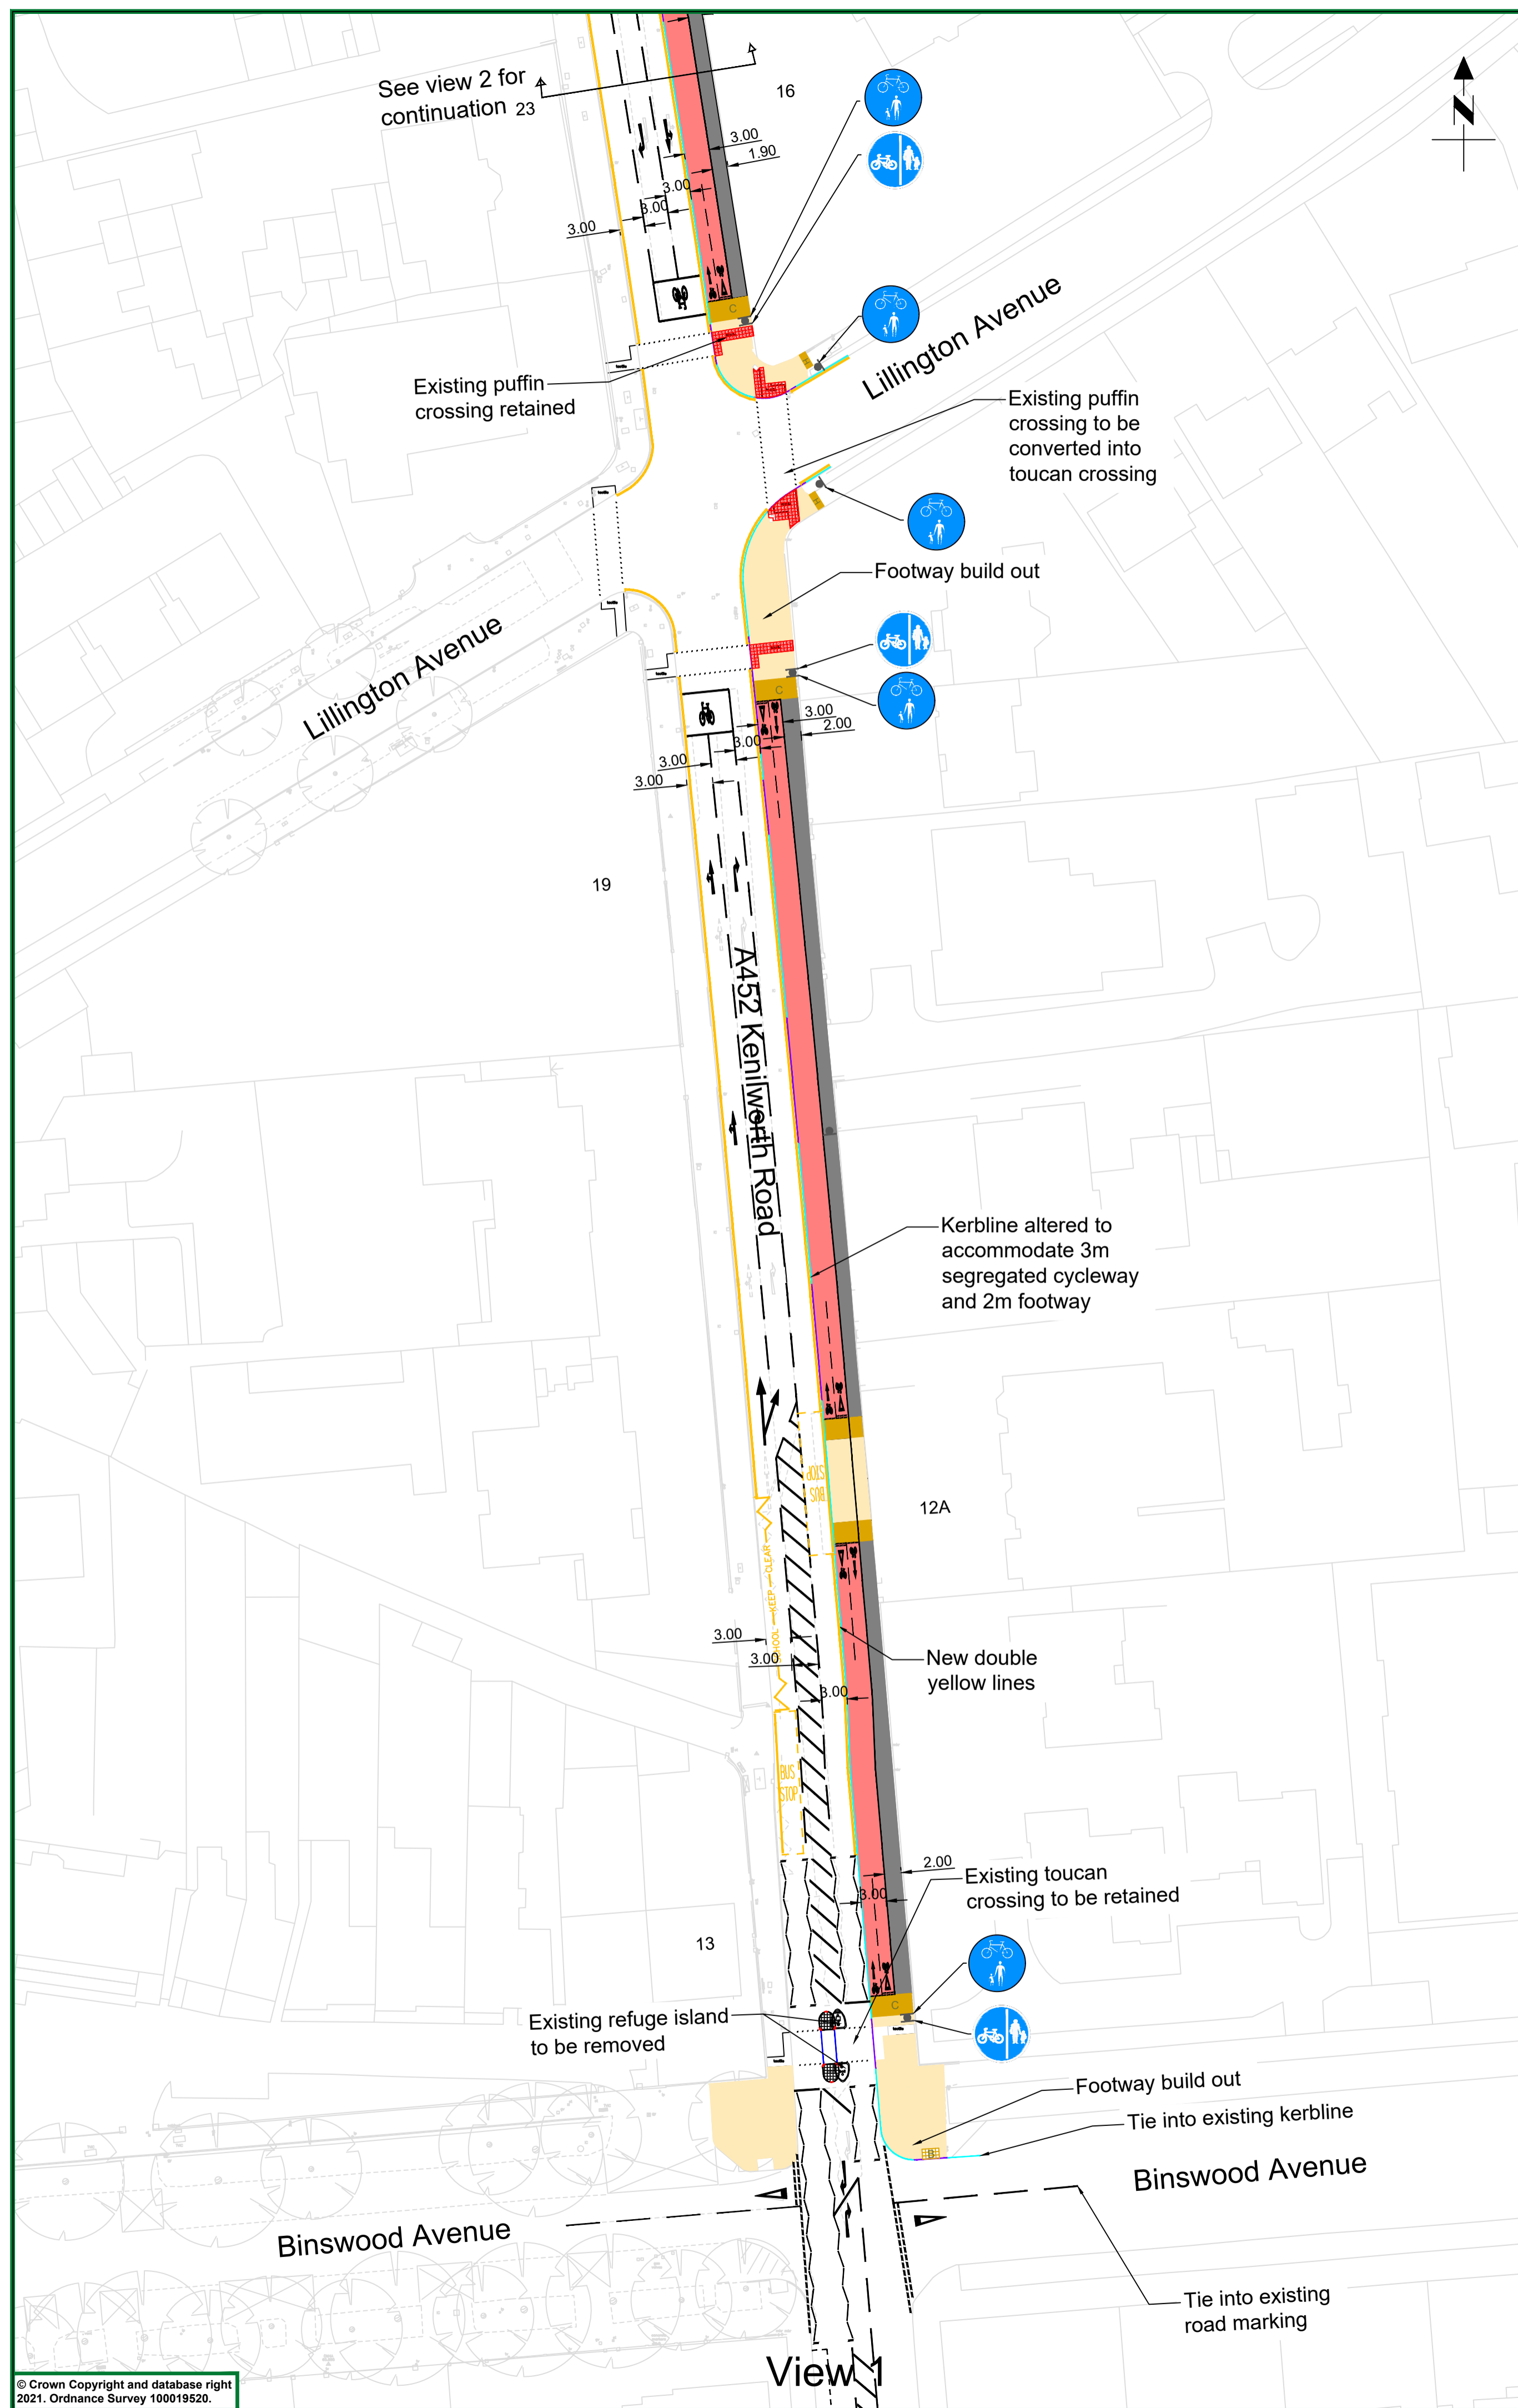 See view 2 for
continuation
23
16
3.00
1.90
3.00
3.00
3.00
C
Lillington Avenue
Existing puffin
crossing retained
Existing puffin
crossing to be
converted into
toucan crossing
Footway build out
Lillington Avenue
C
3.00
2.00
3.00
3.00
3.00
19
A452 Kenilworth Road
Kerbline altered to
accommodate 3m
segregated cycleway
and 2m footway
BUS
STOP
12A
SCHOOL KEEP CLEAR
3.00
3.00
3.00
New double
yellow lines
BUS
STOP
2.00
3.00
Existing toucan
crossing to be retained
13
C
Existing refuge island
to be removed
Footway build out
Tie into existing kerbline
B
Binswood Avenue
Binswood Avenue
Tie into existing
road marking
View 1
© Crown Copyright and database right
2021. Ordnance Survey 100019520.
N